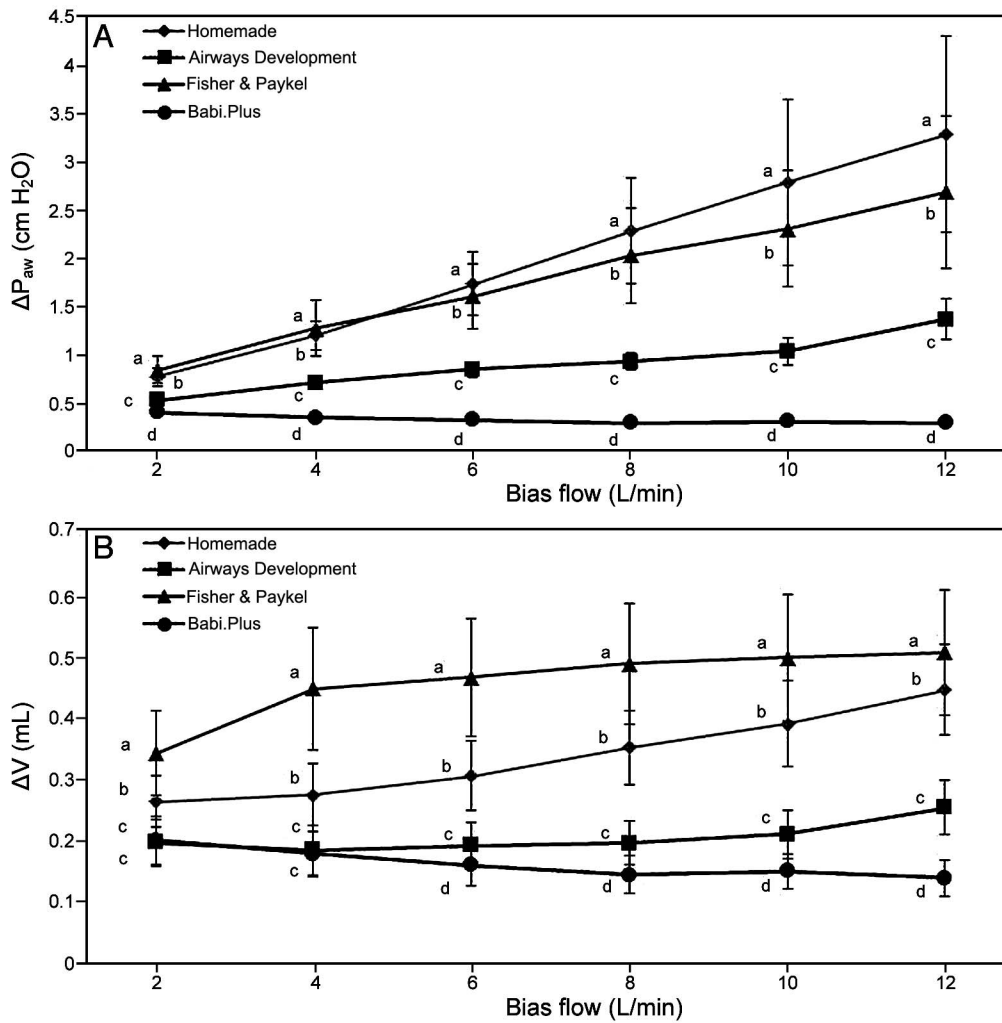 A
Homemade
Airways Development
Fisher & Paykel
Babi.Plus
4.5
4
3.5
3
2.5
2
1.5
1
0.5
0
ΔPaw (cm H2O)
a a a a a a
b b b b b b
c c c c c c
d d d d d d
2 4 6 8 10 12
Bias flow (L/min)
B
Homemade
Airways Development
Fisher & Paykel
Babi.Plus
0.7
0.6
0.5
0.4
0.3
0.2
0.1
0
ΔV (mL)
a a a a a a
b b b b b b
c c c c c c
c c d d d d
2 4 6 8 10 12
Bias flow (L/min)